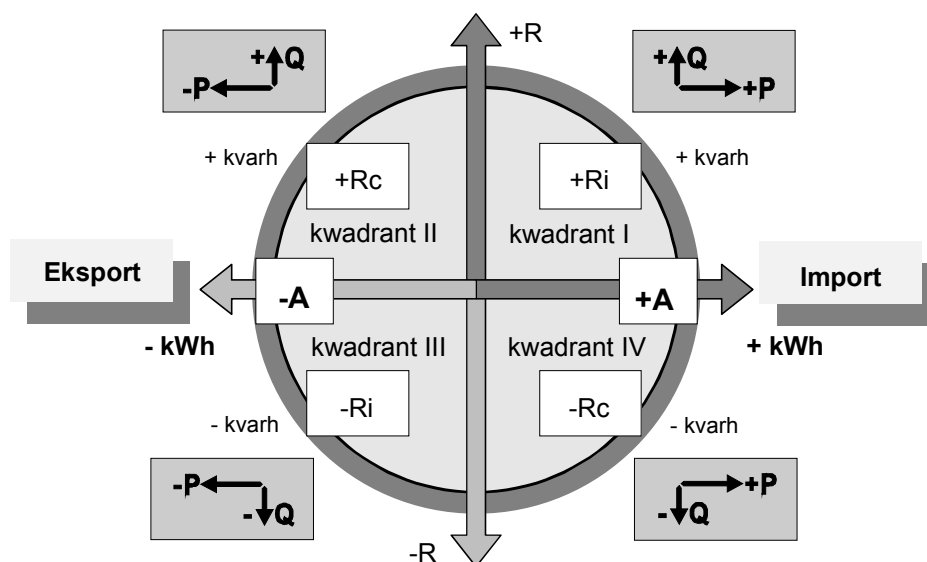 +R
+Q
-P
+Q
+P
+ kvarh
+ kvarh
+Rc
+Ri
kwadrant II
kwadrant I
Eksport
-A
+A
Import
- kWh
+ kWh
kwadrant III
kwadrant IV
-Ri
-Rc
- kvarh
- kvarh
-P
-Q
+P
-Q
-R